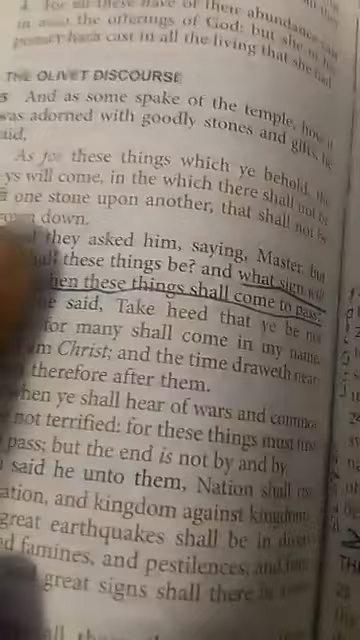 4 For all these have of their abundance
in the offerings of God: but she of her
penury hath cast in all the living that she had
THE OLIVET DISCOURSE
5 And as some spake of the temple, how it
was adorned with goodly stones and gifts, he
said,
As for these things which ye behold, the
ys will come, in the which there shall not be
one stone upon another, that shall not be
down.
they asked him, saying, Master, but
these things be? and what sign will
hen these things shall come to pass?
he said, Take heed that ye be not
for many shall come in my name,
am Christ; and the time draweth near:
therefore after them.
hen ye shall hear of wars and commo
not terrified: for these things must first
pass; but the end is not by and by.
said he unto them, Nation shall rise
ation, and kingdom against kingdom:
great earthquakes shall be in divers
d famines, and pestilences, and
great signs shall there be
all